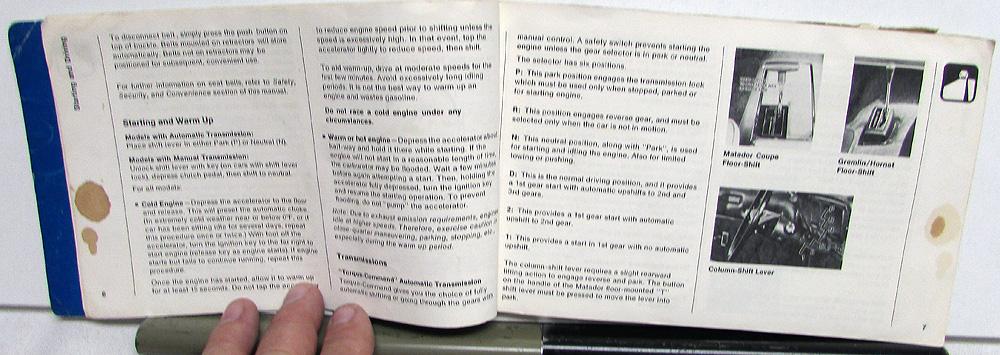 Starting and Driving
To disconnect belt, simply press the push button on
top of buckle. Belts mounted on retractors will store
automatically. Belts not on retractors may be
positioned for subsequent, convenient use.
For further information on seat belts, refer to Safety,
Security, and Convenience section of this manual.
Starting and Warm Up
Models with Automatic Transmission:
Place shift lever in either Park (P) or Neutral (N).
Models with Manual Transmission:
Unlock shift lever with key (on cars with shift lever
lock), depress clutch pedal, then shift to neutral.
For all models:
• Cold Engine – Depress the accelerator to the floor
and release. This will preset the automatic choke.
(In extremely cold weather, zero or below 0°F, or if
car has been sitting idle for several days, repeat
this procedure once or twice.) With foot off the
accelerator, turn the ignition key to the far right to
start engine (release key as engine starts). If engine
starts but fails to continue running, repeat this
procedure.
Once the engine has started, allow it to warm up
for at least 15 seconds. Do not tap the
6
to reduce engine speed prior to shifting unless the
speed is excessively high. In that event, tap the
accelerator lightly to reduce speed, then shift.
To aid warm-up, drive at moderate speeds for the
first few minutes. Avoid excessively long idling
periods. It is not the best way to warm up an
engine and wastes gasoline.
Do not race a cold engine under any
circumstances.
• Warm or hot engine – Depress the accelerator about
half-way and hold it there while starting. If the
engine will not start in a reasonable length of time,
the carburetor may be flooded. Wait a few minutes
before again attempting a start. Then, holding the
accelerator fully depressed, turn the ignition key
and resume the starting operation. To prevent
flooding, do not "pump" the accelerator.
Note: Due to exhaust emission requirements, engines
idle at higher speeds. Therefore, exercise caution in
close-quarter maneuvering, parking, stopping, etc.,
especially during the warm up period.
Transmissions
"Torque-Command" Automatic Transmission
Torque-Command gives you the choice of fully
automatic shifting or going through the gears with
manual control. A safety switch prevents starting the
engine unless the gear selector is in park or neutral.
The selector has six positions.
P: This park position engages the transmission lock
which must be used only when stopped, parked or
for starting engine.
R: This position engages reverse gear, and must be
selected only when the car is not in motion.
N: This neutral position, along with "Park", is used
for starting and idling the engine. Also for limited
towing or pushing.
D: This is the normal driving position, and it provides
a 1st gear start with automatic upshifts to 2nd and
3rd gears.
2: This provides a 1st gear start with automatic
upshift to 2nd gear.
1: This provides a start in 1st gear with no automatic
upshift.
The column-shift lever requires a slight rearward
tilting action to engage reverse and park. The button
on the handle of the Matador floor-mounted "T"
shift lever must be pressed to move the lever into
park.
Matador Coupe
Floor-Shift
Gremlin/Hornet
Floor-Shift
Column-Shift Lever
7